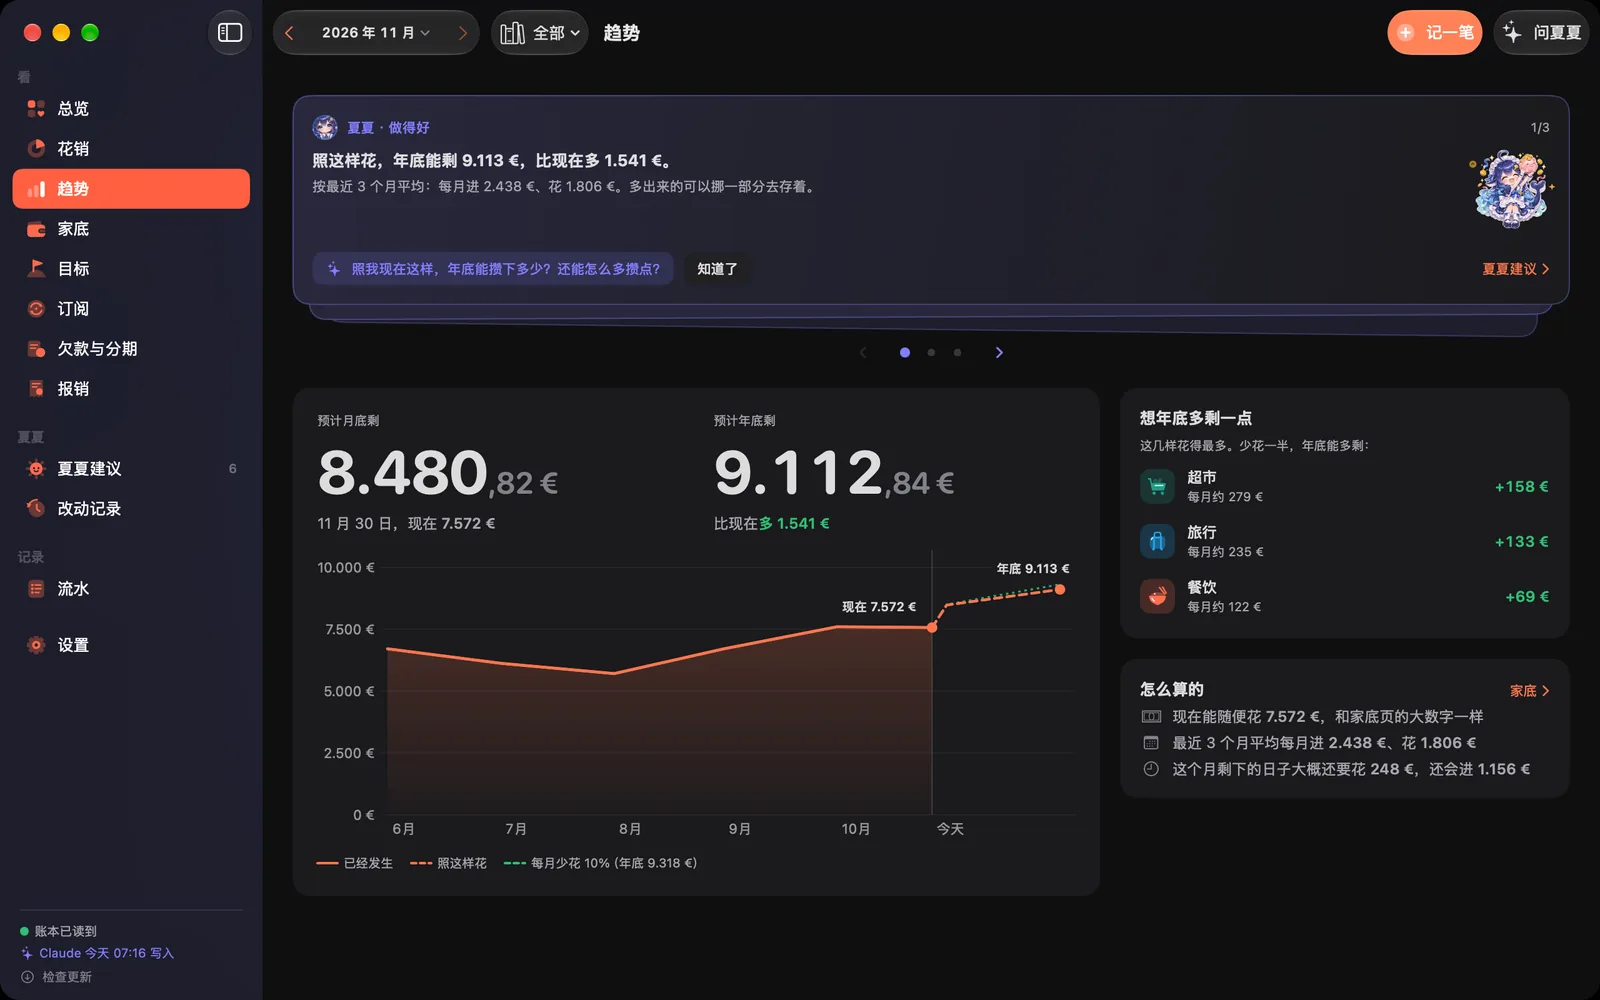 2026 年 11 月
全部
趋势
记一笔
问夏夏
看
总览
花销
趋势
家底
目标
订阅
欠款与分期
报销
夏夏
夏夏建议
6
改动记录
记录
流水
设置
账本已读到
Claude 今天 07:16 写入
检查更新
夏夏 · 做得好
1/3
照这样花，年底能剩 9.113 €，比现在多 1.541 €。
按最近 3 个月平均：每月进 2.438 €、花 1.806 €。多出来的可以挪一部分去存着。
照我现在这样，年底能攒下多少？还能怎么多攒点？
知道了
夏夏建议
预计月底剩
8.480,82 €
11 月 30 日，现在 7.572 €
预计年底剩
9.112,84 €
比现在多 1.541 €
10.000 €
7.500 €
5.000 €
2.500 €
0 €
现在 7.572 €
年底 9.113 €
6月
7月
8月
9月
10月
今天
已经发生
照这样花
每月少花 10% (年底 9.318 €)
想年底多剩一点
这几样花得最多。少花一半，年底能多剩：
超市
每月约 279 €
+158 €
旅行
每月约 235 €
+133 €
餐饮
每月约 122 €
+69 €
怎么算的
家底
现在能随便花 7.572 €，和家底页的大数字一样
最近 3 个月平均每月进 2.438 €、花 1.806 €
这个月剩下的日子大概还要花 248 €，还会进 1.156 €